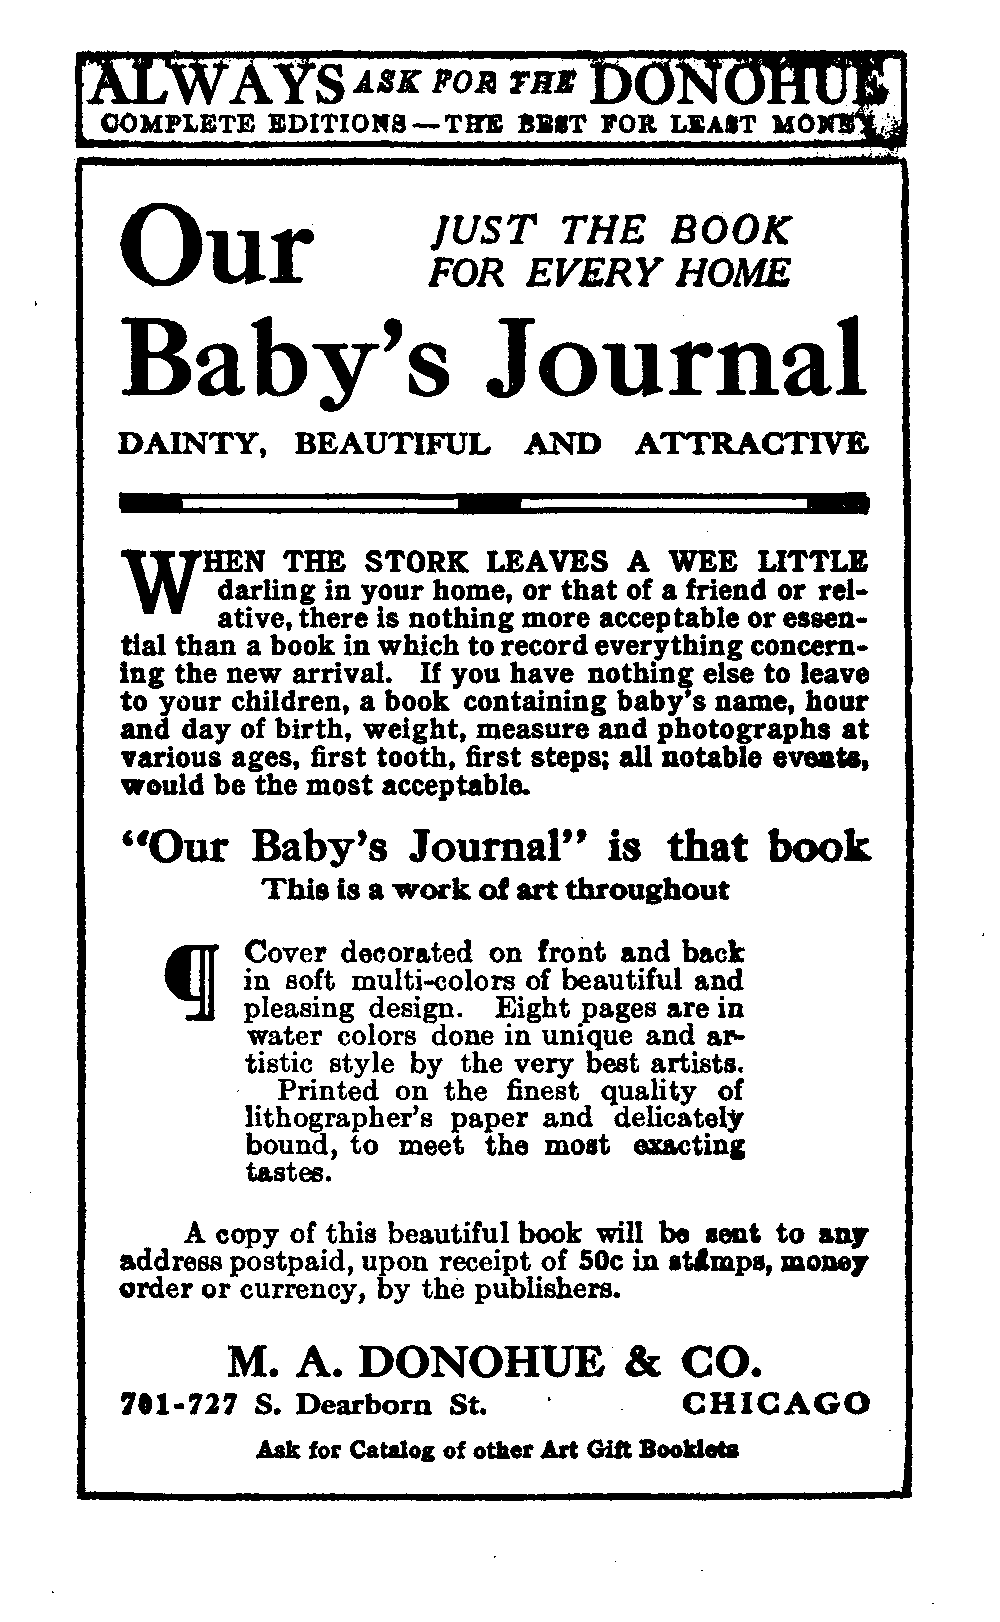 ALWAYS ASK FOR THE DONOHUE
COMPLETE EDITIONS—THE BEST FOR LEAST MONEY
Our
JUST THE BOOK
FOR EVERY HOME
Baby's Journal
DAINTY, BEAUTIFUL AND ATTRACTIVE
WHEN THE STORK LEAVES A WEE LITTLE
darling in your home, or that of a friend or rel-
ative, there is nothing more acceptable or essen-
tial than a book in which to record everything concern-
ing the new arrival. If you have nothing else to leave
to your children, a book containing baby's name, hour
and day of birth, weight, measure and photographs at
various ages, first tooth, first steps; all notable events,
would be the most acceptable.
"Our Baby's Journal" is that book
This is a work of art throughout
¶ Cover decorated on front and back
in soft multi-colors of beautiful and
pleasing design. Eight pages are in
water colors done in unique and ar-
tistic style by the very best artists.
Printed on the finest quality of
lithographer's paper and delicately
bound, to meet the most exacting
tastes.
A copy of this beautiful book will be sent to any
address postpaid, upon receipt of 50c in stamps, money
order or currency, by the publishers.
M. A. DONOHUE & CO.
701-727 S. Dearborn St. CHICAGO
Ask for Catalog of other Art Gift Booklets